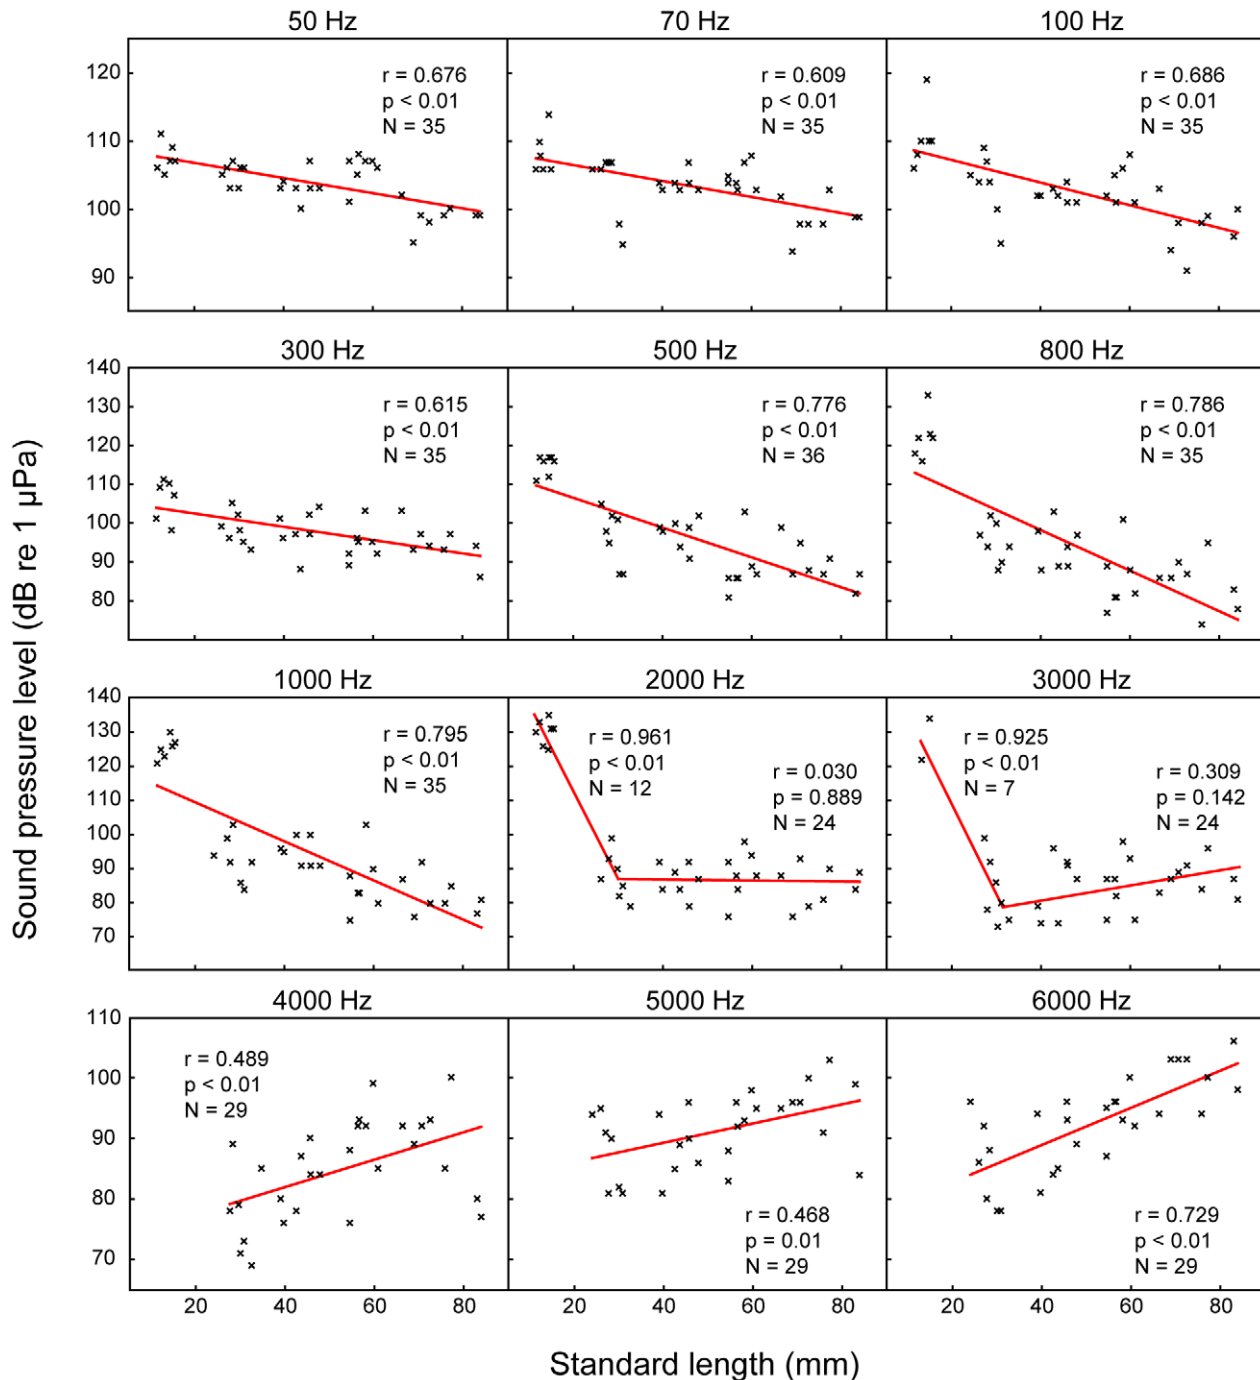 50 Hz
70 Hz
100 Hz
120
110
100
90
r = 0.676
p < 0.01
N = 35
r = 0.609
p < 0.01
N = 35
r = 0.686
p < 0.01
N = 35
300 Hz
500 Hz
800 Hz
140
130
120
110
100
90
80
r = 0.615
p < 0.01
N = 35
r = 0.776
p < 0.01
N = 36
r = 0.786
p < 0.01
N = 35
Sound pressure level (dB re 1 µPa)
1000 Hz
2000 Hz
3000 Hz
140
130
120
110
100
90
80
70
r = 0.795
p < 0.01
N = 35
r = 0.961
p < 0.01
N = 12
r = 0.030
p = 0.889
N = 24
r = 0.925
p < 0.01
N = 7
r = 0.309
p = 0.142
N = 24
4000 Hz
5000 Hz
6000 Hz
110
100
90
80
70
r = 0.489
p < 0.01
N = 29
r = 0.468
p = 0.01
N = 29
r = 0.729
p < 0.01
N = 29
20 40 60 80
20 40 60 80
20 40 60 80
Standard length (mm)